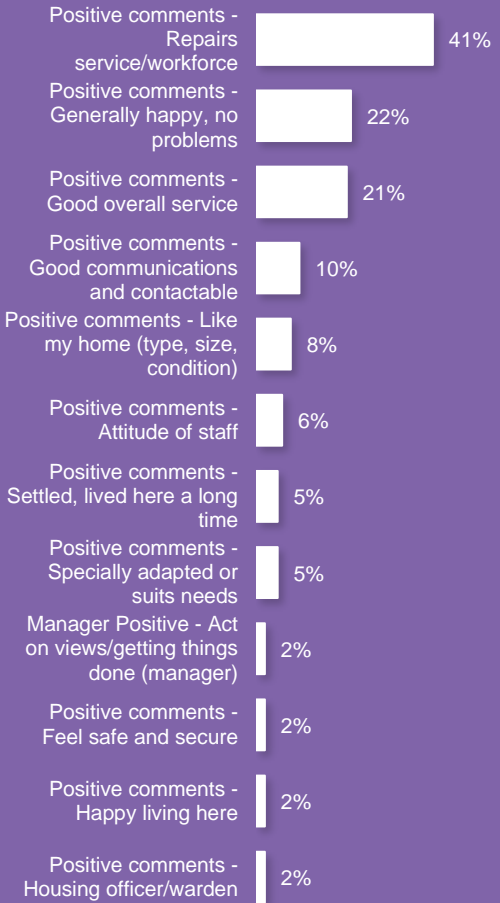 Positive comments -
Repairs
service/workforce
41%
Positive comments -
Generally happy, no
problems
22%
Positive comments -
Good overall service
21%
Positive comments -
Good communications
and contactable
10%
Positive comments - Like
my home (type, size,
condition)
8%
Positive comments -
Attitude of staff
6%
Positive comments -
Settled, lived here a long
time
5%
Positive comments -
Specially adapted or
suits needs
5%
Manager Positive - Act
on views/getting things
done (manager)
2%
Positive comments -
Feel safe and secure
2%
Positive comments -
Happy living here
2%
Positive comments -
Housing officer/warden
2%